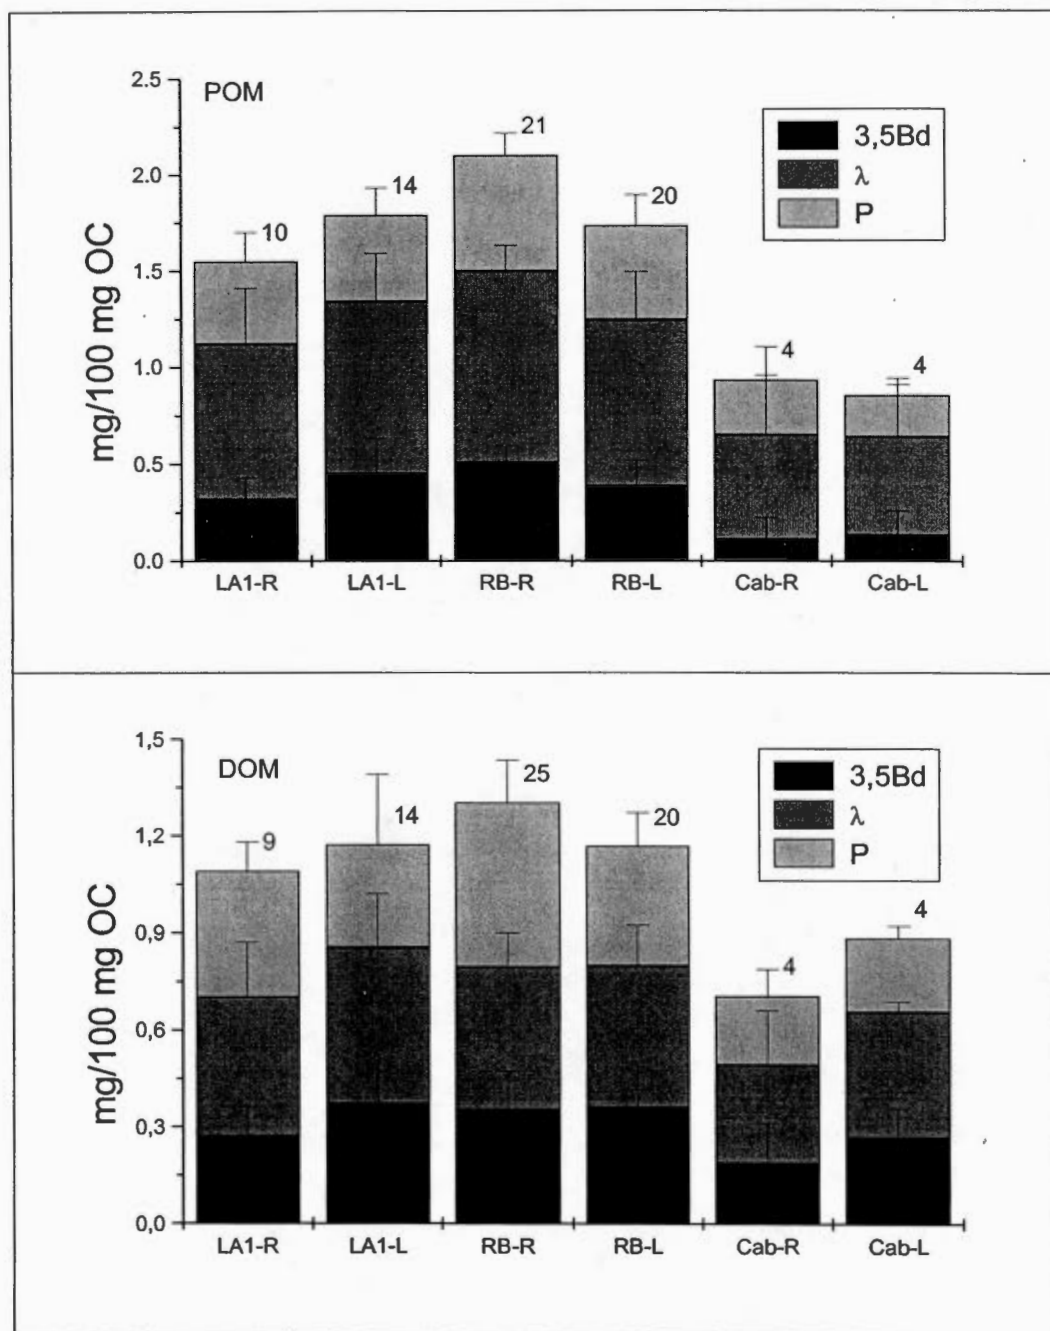 POM
3,5Bd
λ
P
mg/100 mg OC
2.5
2.0
1.5
1.0
0.5
0.0
10
14
21
20
4
4
LA1-R LA1-L RB-R RB-L Cab-R Cab-L
DOM
3,5Bd
λ
P
mg/100 mg OC
1,5
1,2
0,9
0,6
0,3
0,0
9
14
25
20
4
4
LA1-R LA1-L RB-R RB-L Cab-R Cab-L